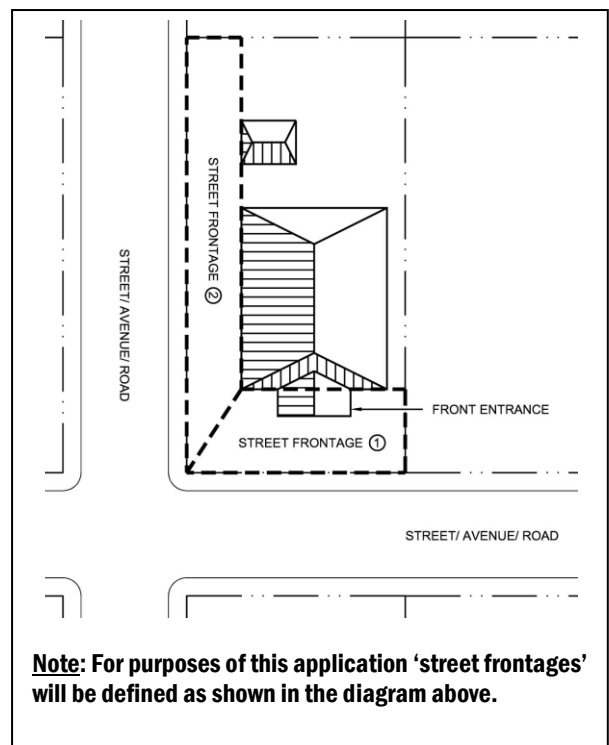 STREET FRONTAGE ②
STREET/ AVENUE/ ROAD
FRONT ENTRANCE
STREET FRONTAGE ①
STREET/ AVENUE/ ROAD
Note: For purposes of this application ‘street frontages’
will be defined as shown in the diagram above.